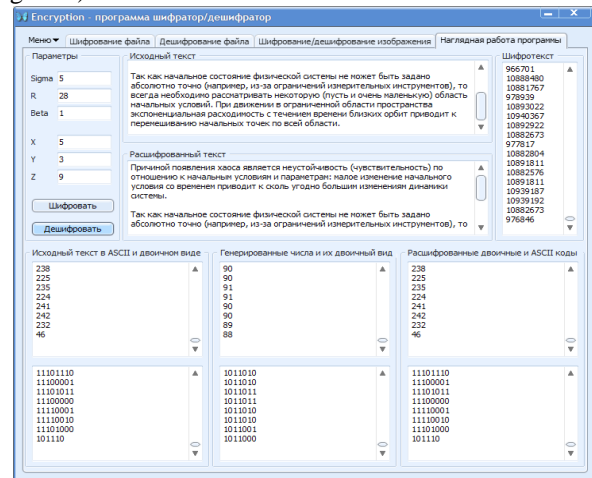 Encryption - программа шифратор/дешифратор
Меню Шифрование файла Дешифрование файла Шифрование/дешифрование изображения Наглядная работа программы
Параметры
Sigma 5
R 28
Beta 1
X 5
Y 3
Z 9
Шифровать
Дешифровать
Исходный текст
Так как начальное состояние физической системы не может быть задано
абсолютно точно (например, из-за ограничений измерительных инструментов), то
всегда необходимо рассматривать некоторую (пусть и очень маленькую) область
начальных условий. При движении в ограниченной области пространства
экспоненциальная расходимость с течением времени близких орбит приводит к
перемешиванию начальных точек по всей области.
Расшифрованный текст
Причиной появления хаоса является неустойчивость (чувствительность) по
отношению к начальным условиям и параметрам: малое изменение начального
условия со временем приводит к сколь угодно большим изменениям динамики
системы.
Так как начальное состояние физической системы не может быть задано
абсолютно точно (например, из-за ограничений измерительных инструментов), то
Шифротекст
966701
10888480
10881767
978939
10893022
10940367
10892922
10882673
977817
10882804
10891811
10882576
10891811
10939187
10939192
10882673
976846
Исходный текст в ASCII и двоичном виде
238
225
235
224
241
242
232
46
11101110
11100001
11101011
11100000
11110001
11110010
11101000
101110
Генерированные числа и их двоичный вид
90
90
91
91
90
90
89
88
1011010
1011010
1011011
1011011
1011010
1011010
1011001
1011000
Расшифрованные двоичные и ASCII коды
238
225
235
224
241
242
232
46
11101110
11100001
11101011
11100000
11110001
11110010
11101000
101110